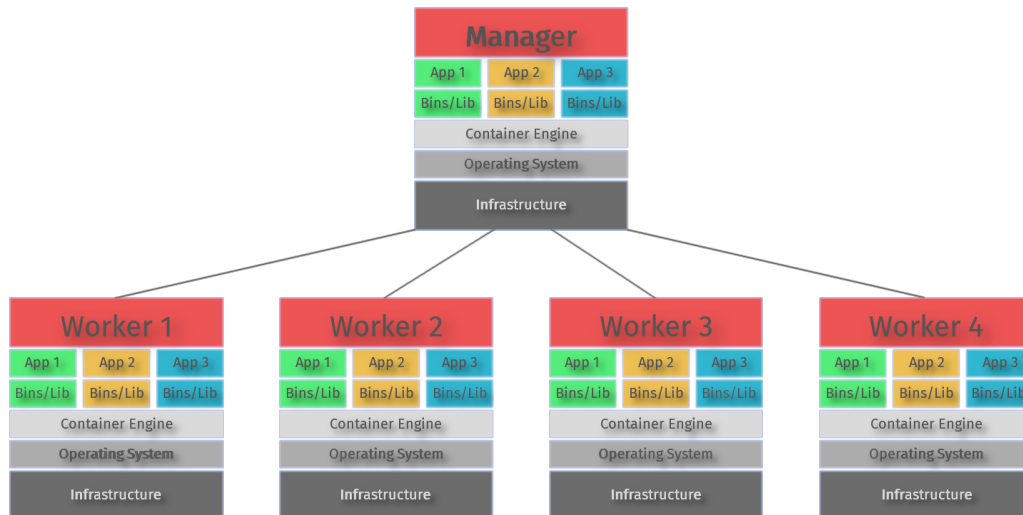 Manager
App 1 App 2 App 3
Bins/Lib Bins/Lib Bins/Lib
Container Engine
Operating System
Infrastructure
Worker 1 Worker 2 Worker 3 Worker 4
App 1 App 2 App 3 App 1 App 2 App 3 App 1 App 2 App 3 App 1 App 2 App 3
Bins/Lib Bins/Lib Bins/Lib Bins/Lib Bins/Lib Bins/Lib Bins/Lib Bins/Lib Bins/Lib Bins/Lib Bins/Lib Bins/Lib
Container Engine Container Engine Container Engine Container Engine
Operating System Operating System Operating System Operating System
Infrastructure Infrastructure Infrastructure Infrastructure